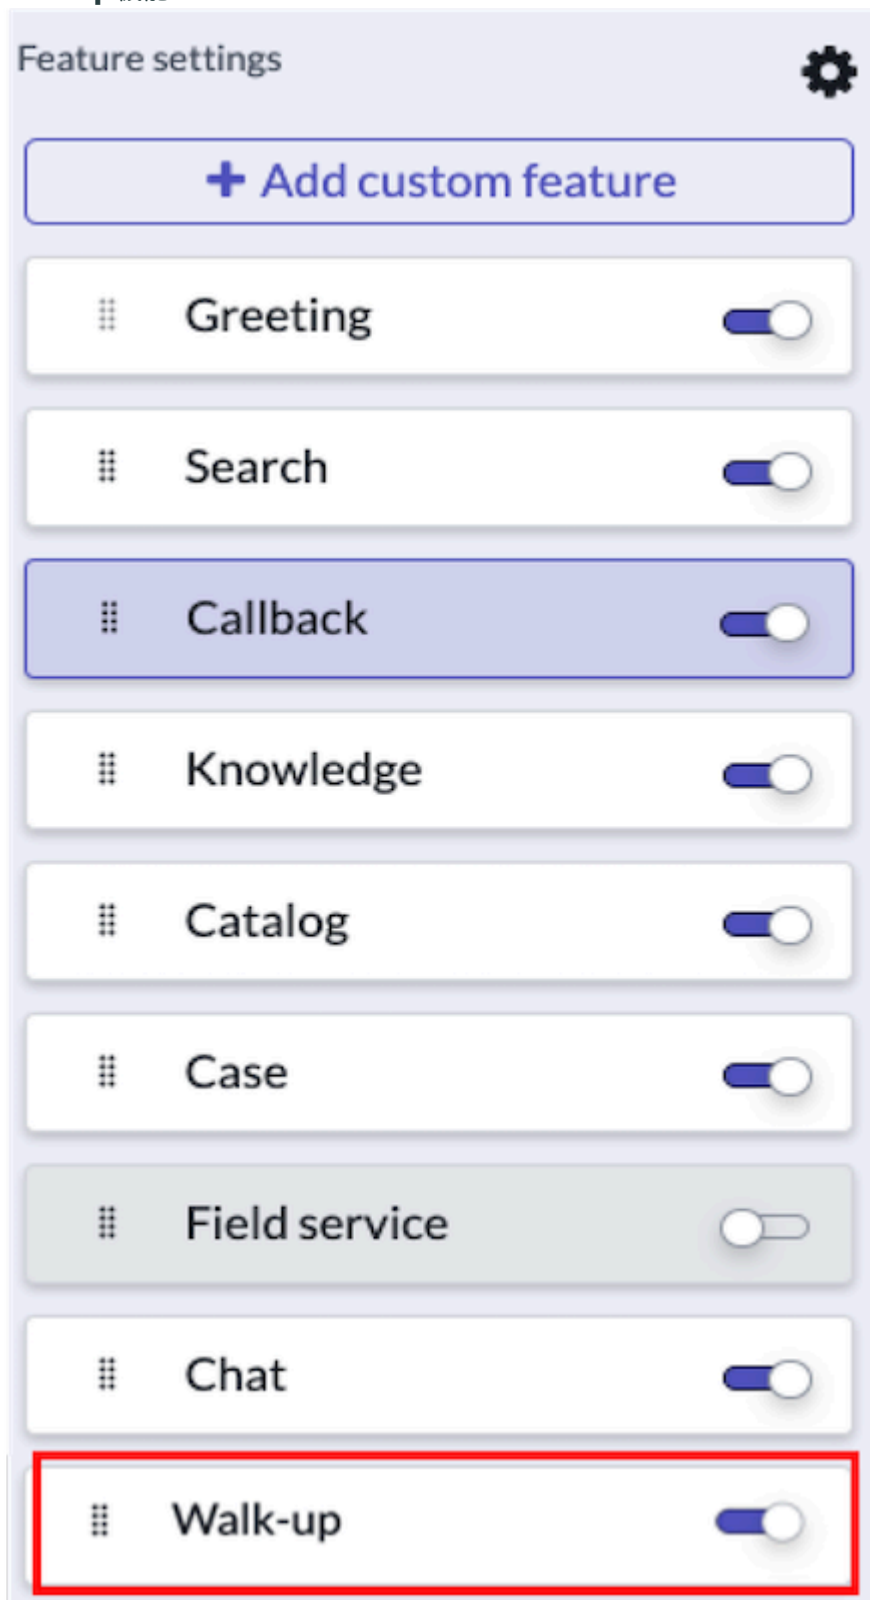 Feature settings
+ Add custom feature
Greeting
Search
Callback
Knowledge
Catalog
Case
Field service
Chat
Walk-up